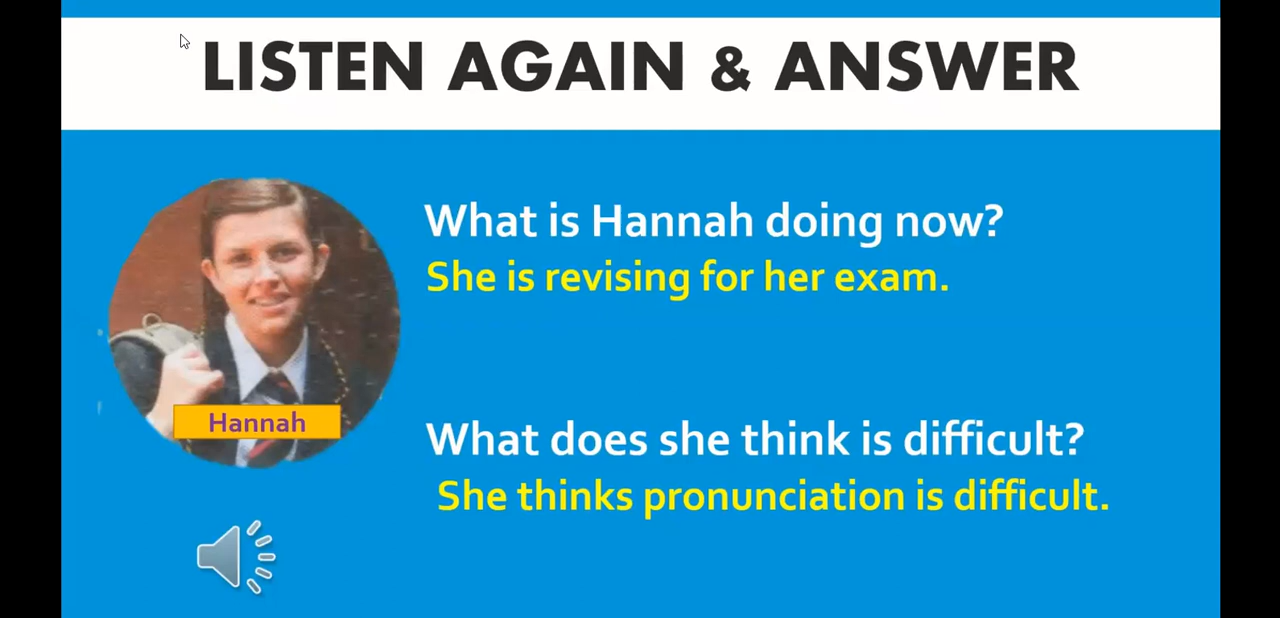 LISTEN AGAIN & ANSWER
What is Hannah doing now?
She is revising for her exam.
Hannah
What does she think is difficult?
She thinks pronunciation is difficult.